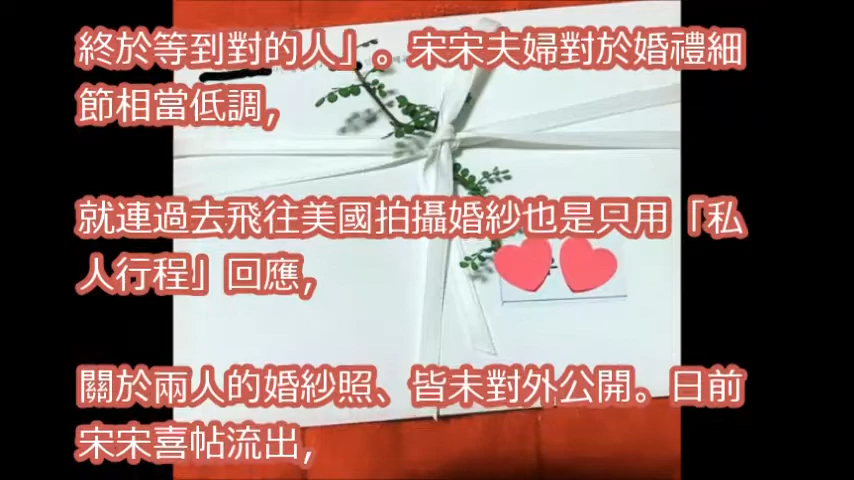 終於等到對的人」。宋宋夫婦對於婚禮細
節相當低調，
就連過去飛往美國拍攝婚紗也是只用「私
人行程」回應，
關於兩人的婚紗照、皆未對外公開。日前
宋宋喜帖流出，